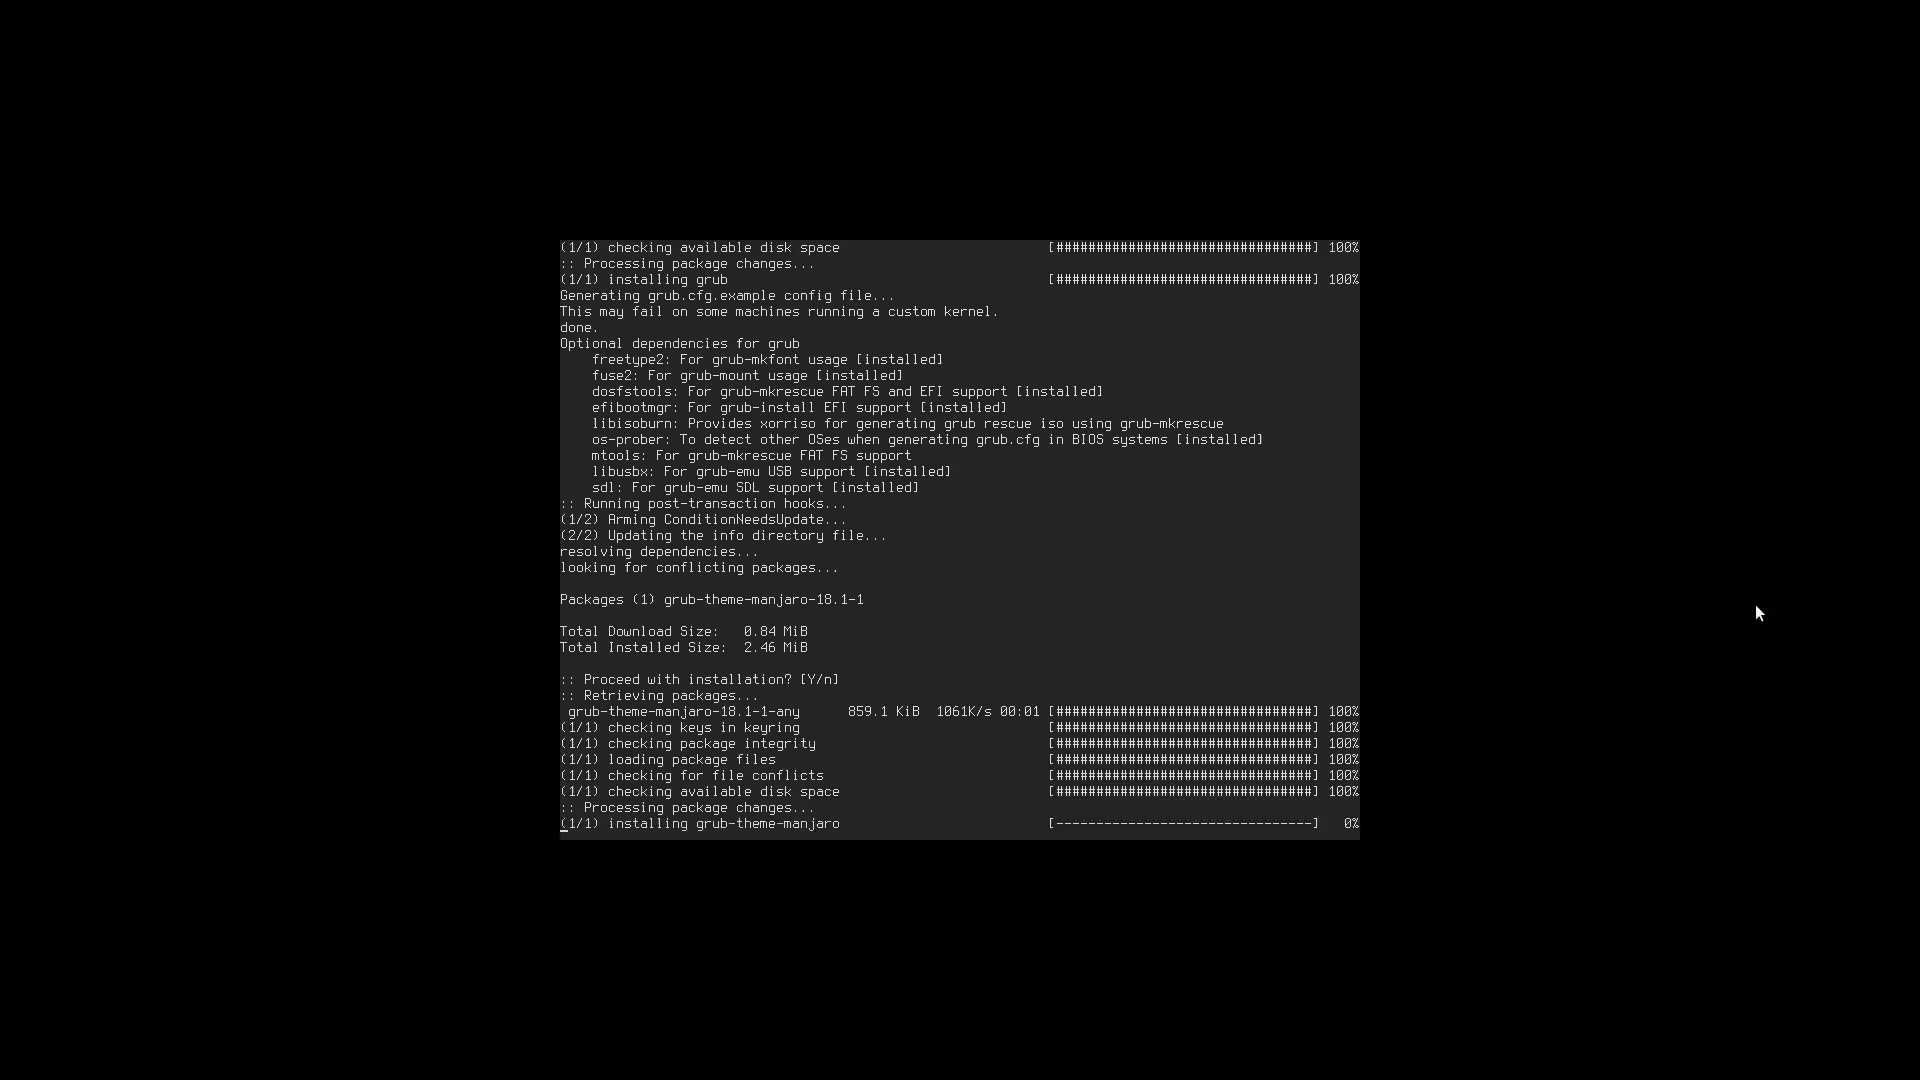 (1/1) checking available disk space                          [################################] 100%
:: Processing package changes...
(1/1) installing grub                                        [################################] 100%
Generating grub.cfg.example config file...
This may fail on some machines running a custom kernel.
done.
Optional dependencies for grub
    freetype2: For grub-mkfont usage [installed]
    fuse2: For grub-mount usage [installed]
    dosfstools: For grub-mkrescue FAT FS and EFI support [installed]
    efibootmgr: For grub-install EFI support [installed]
    libisoburn: Provides xorriso for generating grub rescue iso using grub-mkrescue
    os-prober: To detect other OSes when generating grub.cfg in BIOS systems [installed]
    mtools: For grub-mkrescue FAT FS support
    libusbx: For grub-emu USB support [installed]
    sdl: For grub-emu SDL support [installed]
:: Running post-transaction hooks...
(1/2) Arming ConditionNeedsUpdate...
(2/2) Updating the info directory file...
resolving dependencies...
looking for conflicting packages...

Packages (1) grub-theme-manjaro-18.1-1

Total Download Size:   0.84 MiB
Total Installed Size:  2.46 MiB

:: Proceed with installation? [Y/n]
:: Retrieving packages...
 grub-theme-manjaro-18.1-1-any      859.1 KiB  1061K/s 00:01 [################################] 100%
(1/1) checking keys in keyring                               [################################] 100%
(1/1) checking package integrity                             [################################] 100%
(1/1) loading package files                                  [################################] 100%
(1/1) checking for file conflicts                            [################################] 100%
(1/1) checking available disk space                          [################################] 100%
:: Processing package changes...
(1/1) installing grub-theme-manjaro                          [--------------------------------]   0%